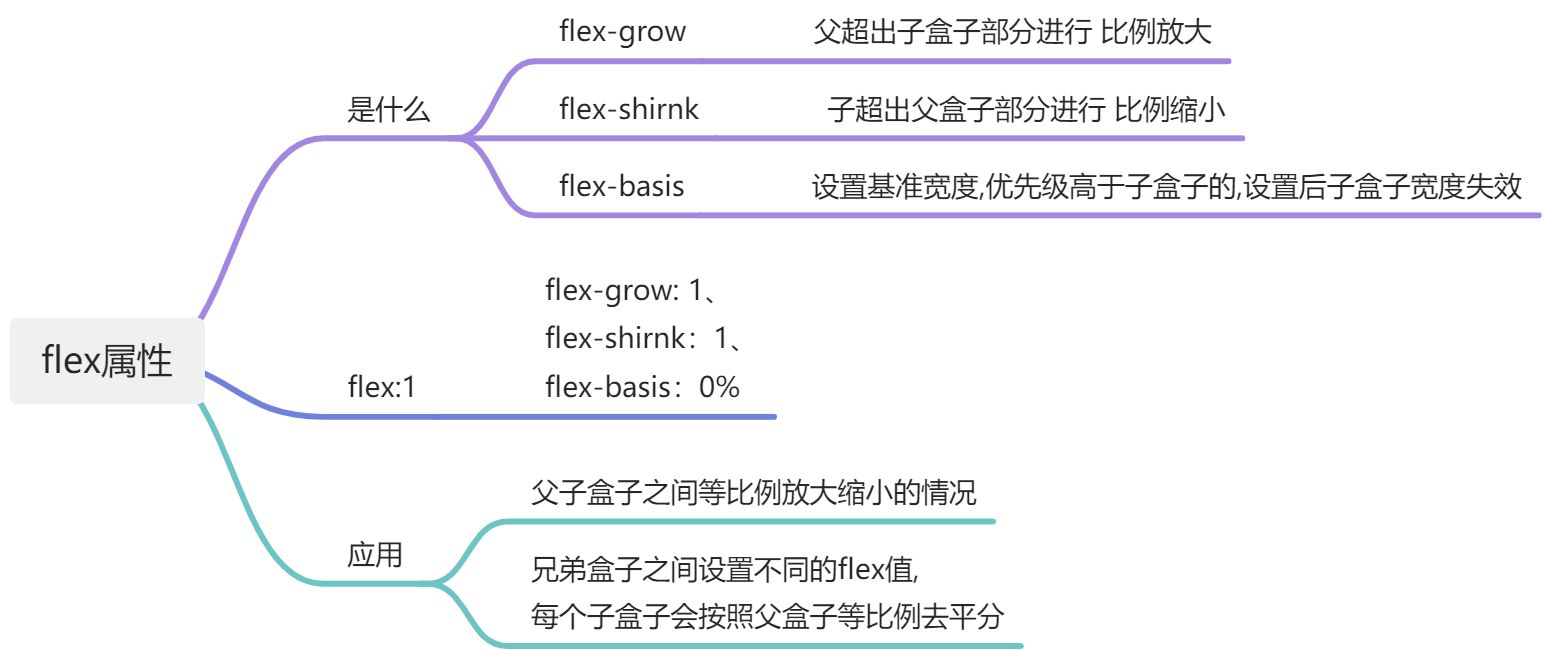 flex属性
是什么
flex-grow 父超出子盒子部分进行 比例放大
flex-shirnk 子超出父盒子部分进行 比例缩小
flex-basis 设置基准宽度,优先级高于子盒子的,设置后子盒子宽度失效
flex:1
flex-grow: 1、
flex-shirnk：1、
flex-basis：0%
应用
父子盒子之间等比例放大缩小的情况
兄弟盒子之间设置不同的flex值,
每个子盒子会按照父盒子等比例去平分